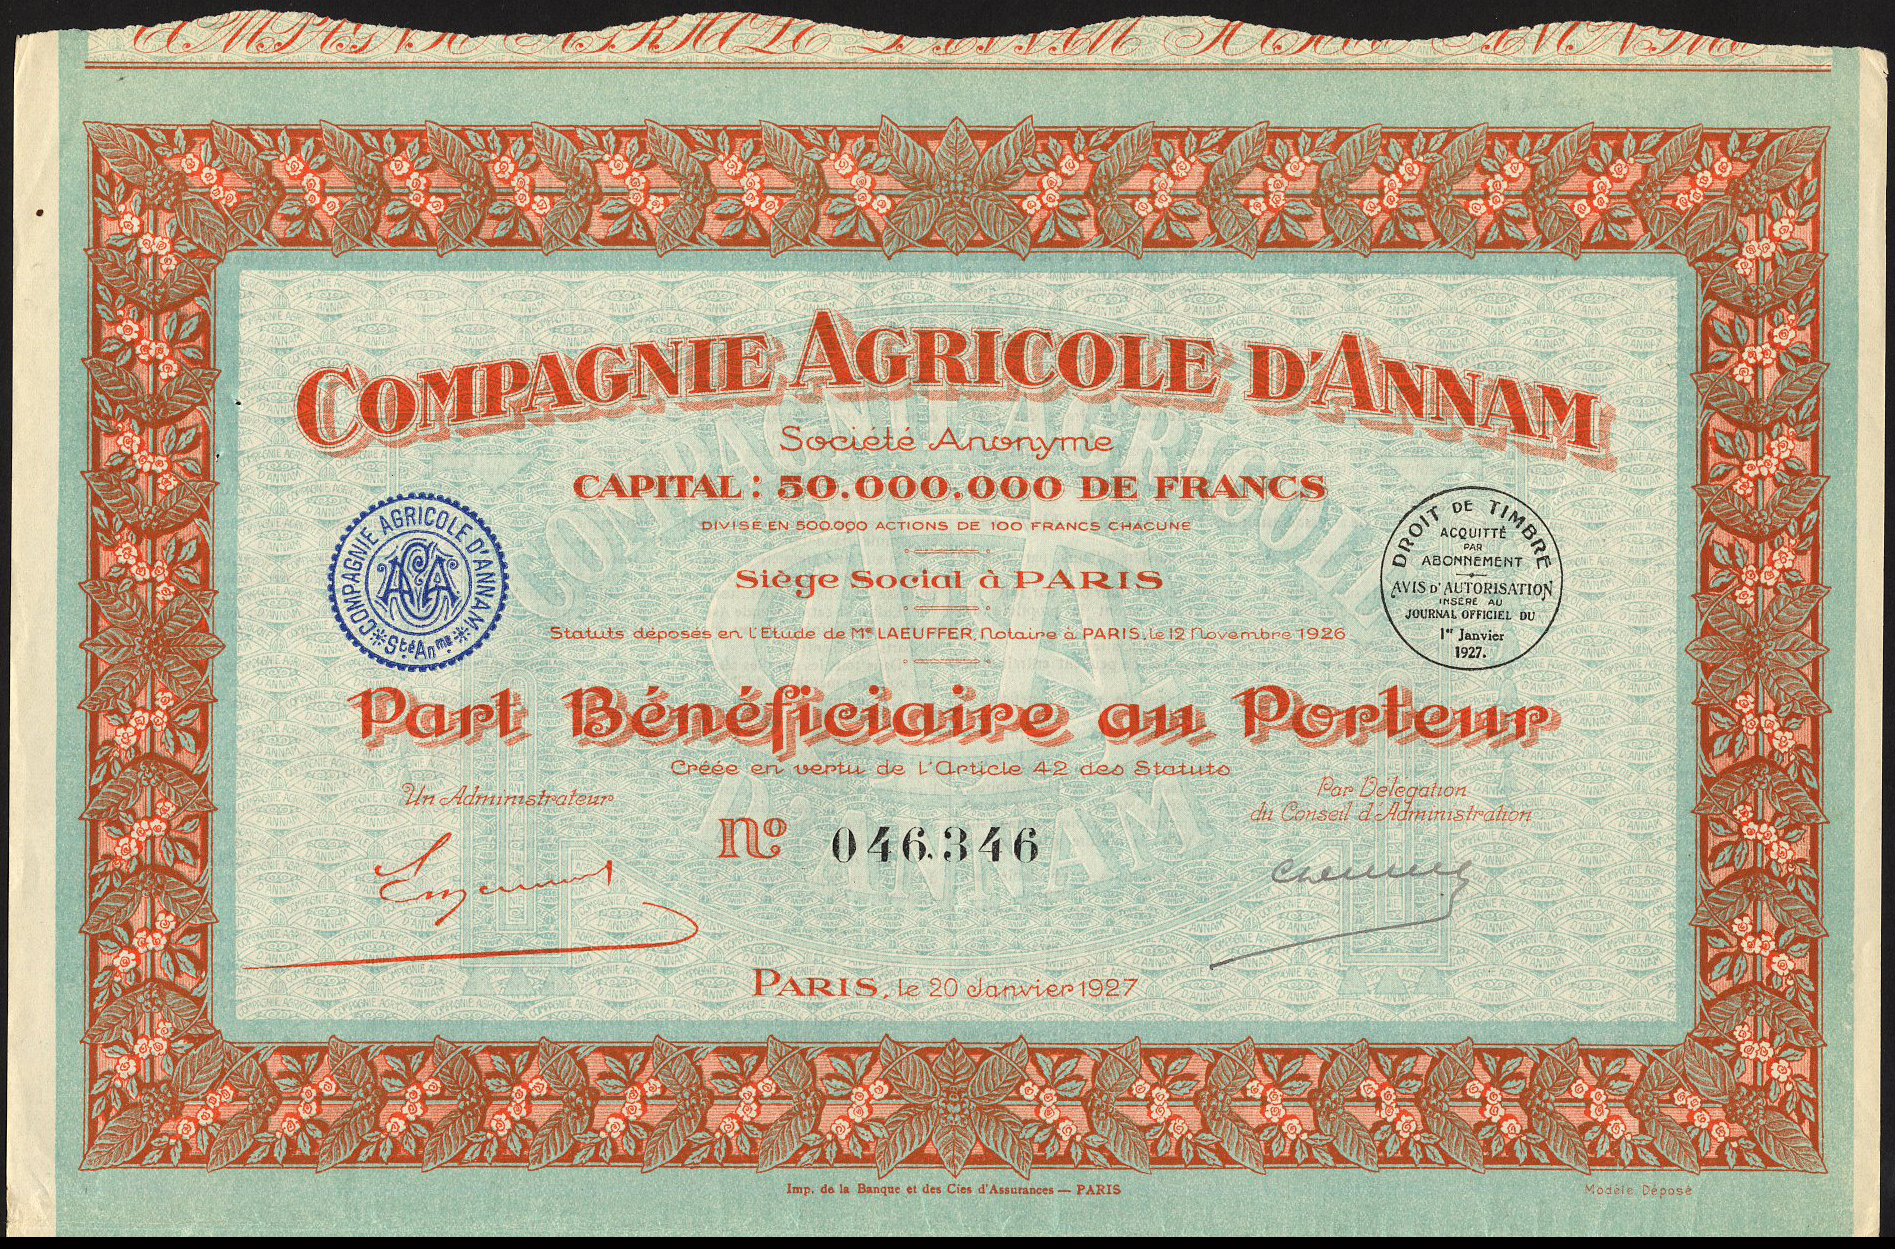 COMPAGNIE AGRICOLE D'ANNAM
Société Anonyme
CAPITAL : 50.000.000 DE FRANCS
DIVISÉ EN 500.000 ACTIONS DE 100 FRANCS CHACUNE
Siège Social à PARIS
Statuts déposés en l'Etude de Me LAEUFFER, Notaire à PARIS, le 12 Novembre 1926
COMPAGNIE AGRICOLE D'ANNAM
Sté Anme
DROIT DE TIMBRE
ACQUITTÉ
PAR
ABONNEMENT
AVIS D'AUTORISATION
INSÉRÉ AU
JOURNAL OFFICIEL DU
1er Janvier
1927.
Part Bénéficiaire au Porteur
Créée en vertu de l'Article 42 des Statuts
Un Administrateur
Par Délégation
du Conseil d'Administration
No 046.346
PARIS, le 20 Janvier 1927
Imp. de la Banque et des Cies d'Assurances — PARIS
Modèle Déposé